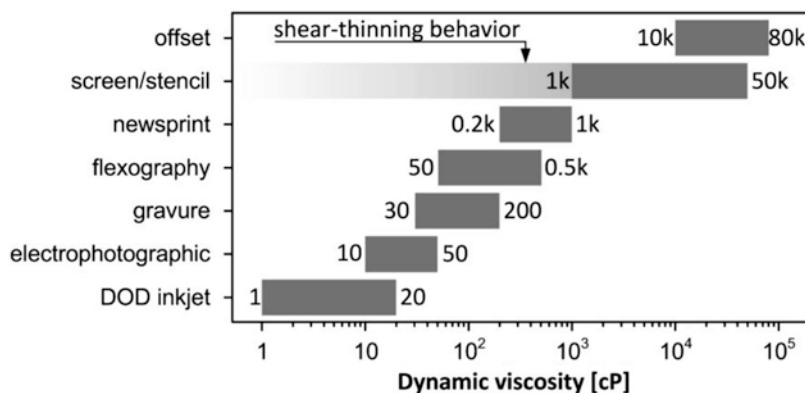 offset 10k 80k
shear-thinning behavior
screen/stencil 1k 50k
newsprint 0.2k 1k
flexography 50 0.5k
gravure 30 200
electrophotographic 10 50
DOD inkjet 1 20
1 10 10² 10³ 10⁴ 10⁵
Dynamic viscosity [cP]